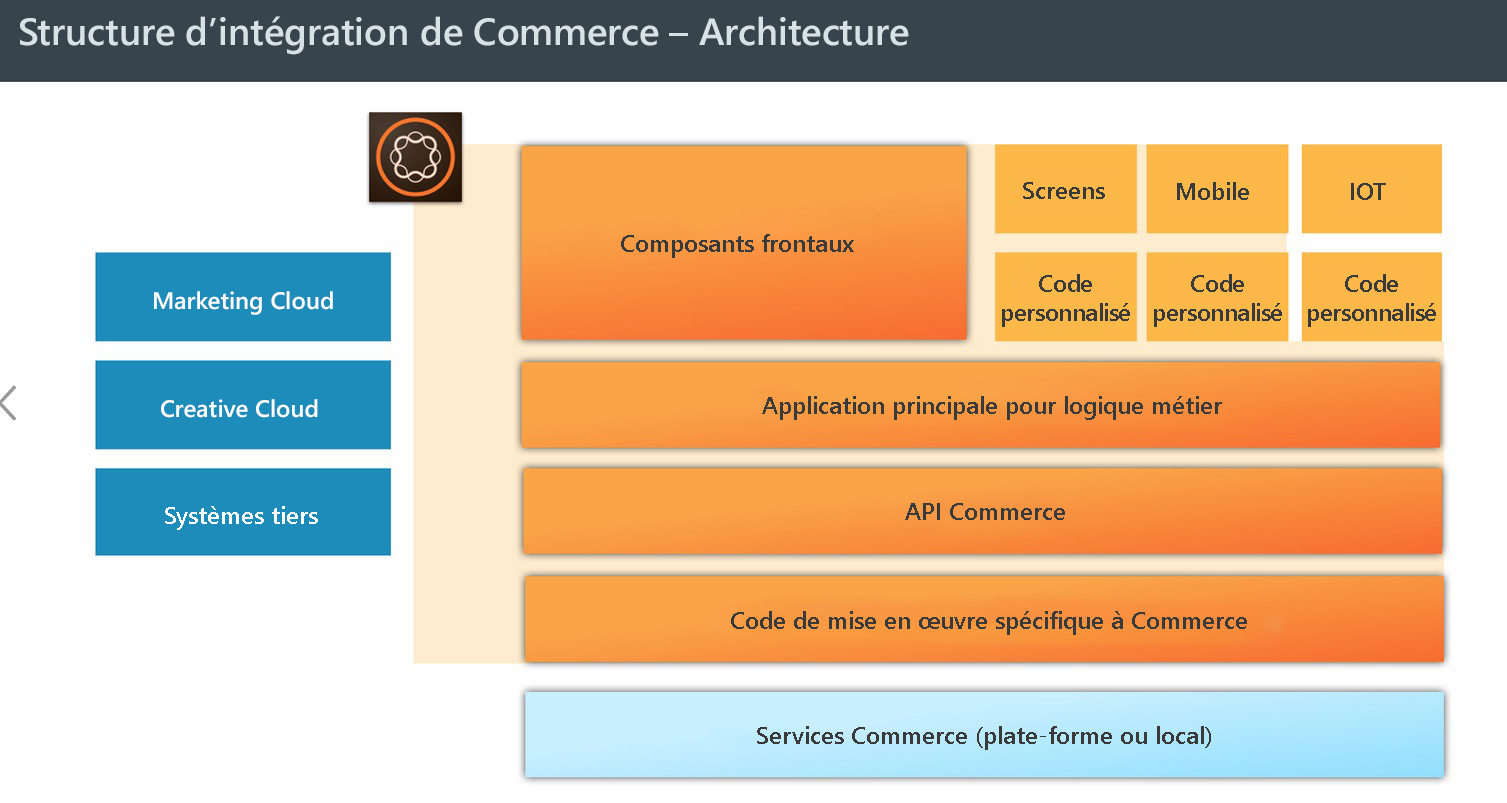 Structure d’intégration de Commerce – Architecture
Screens
Mobile
IOT
Composants frontaux
Code
personnalisé
Code
personnalisé
Code
personnalisé
Marketing Cloud
Creative Cloud
Application principale pour logique métier
Systèmes tiers
API Commerce
Code de mise en œuvre spécifique à Commerce
Services Commerce (plate-forme ou local)